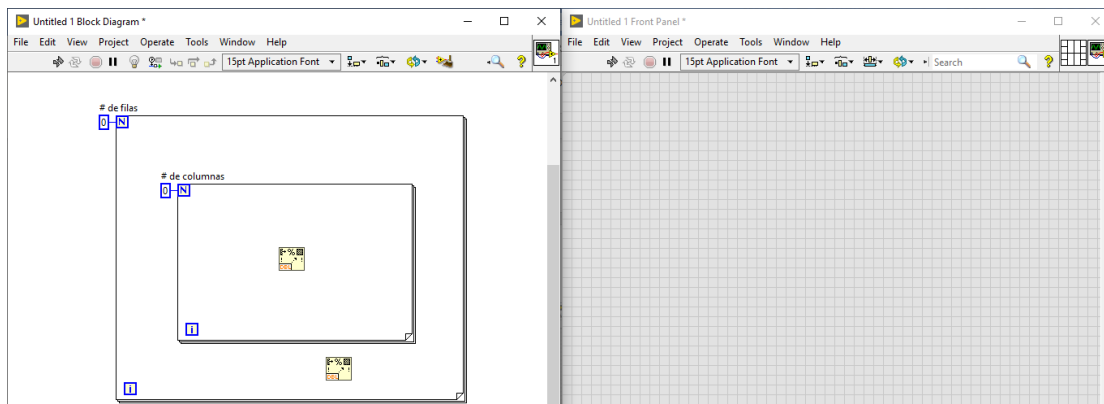 Untitled 1 Block Diagram *
File Edit View Project Operate Tools Window Help
15pt Application Font
1
# de filas
0 N
# de columnas
0 N
i
i
Untitled 1 Front Panel *
File Edit View Project Operate Tools Window Help
15pt Application Font
Search